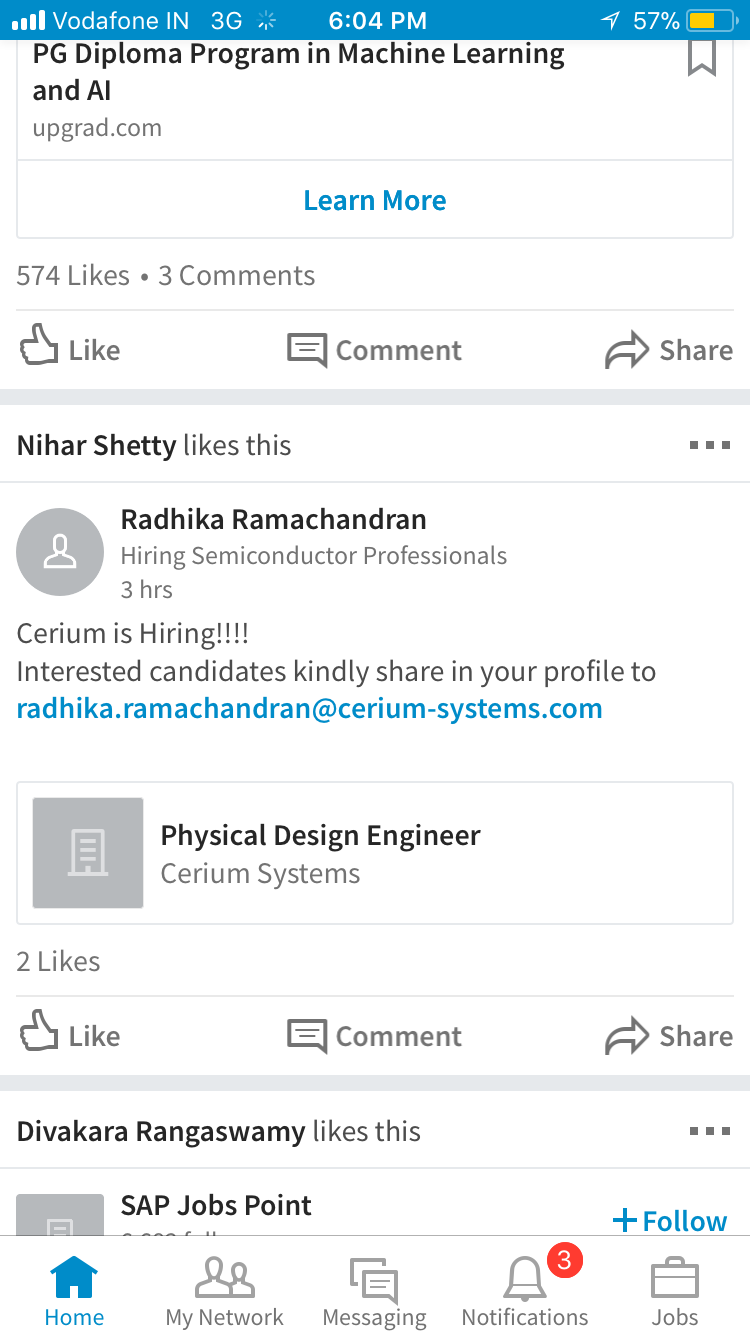 Vodafone IN 3G 6:04 PM 57%
PG Diploma Program in Machine Learning
and AI
upgrad.com
Learn More
574 Likes • 3 Comments
Like Comment Share
Nihar Shetty likes this
Radhika Ramachandran
Hiring Semiconductor Professionals
3 hrs
Cerium is Hiring!!!!
Interested candidates kindly share in your profile to
radhika.ramachandran@cerium-systems.com
Physical Design Engineer
Cerium Systems
2 Likes
Like Comment Share
Divakara Rangaswamy likes this
SAP Jobs Point
+Follow
3
Home My Network Messaging Notifications Jobs